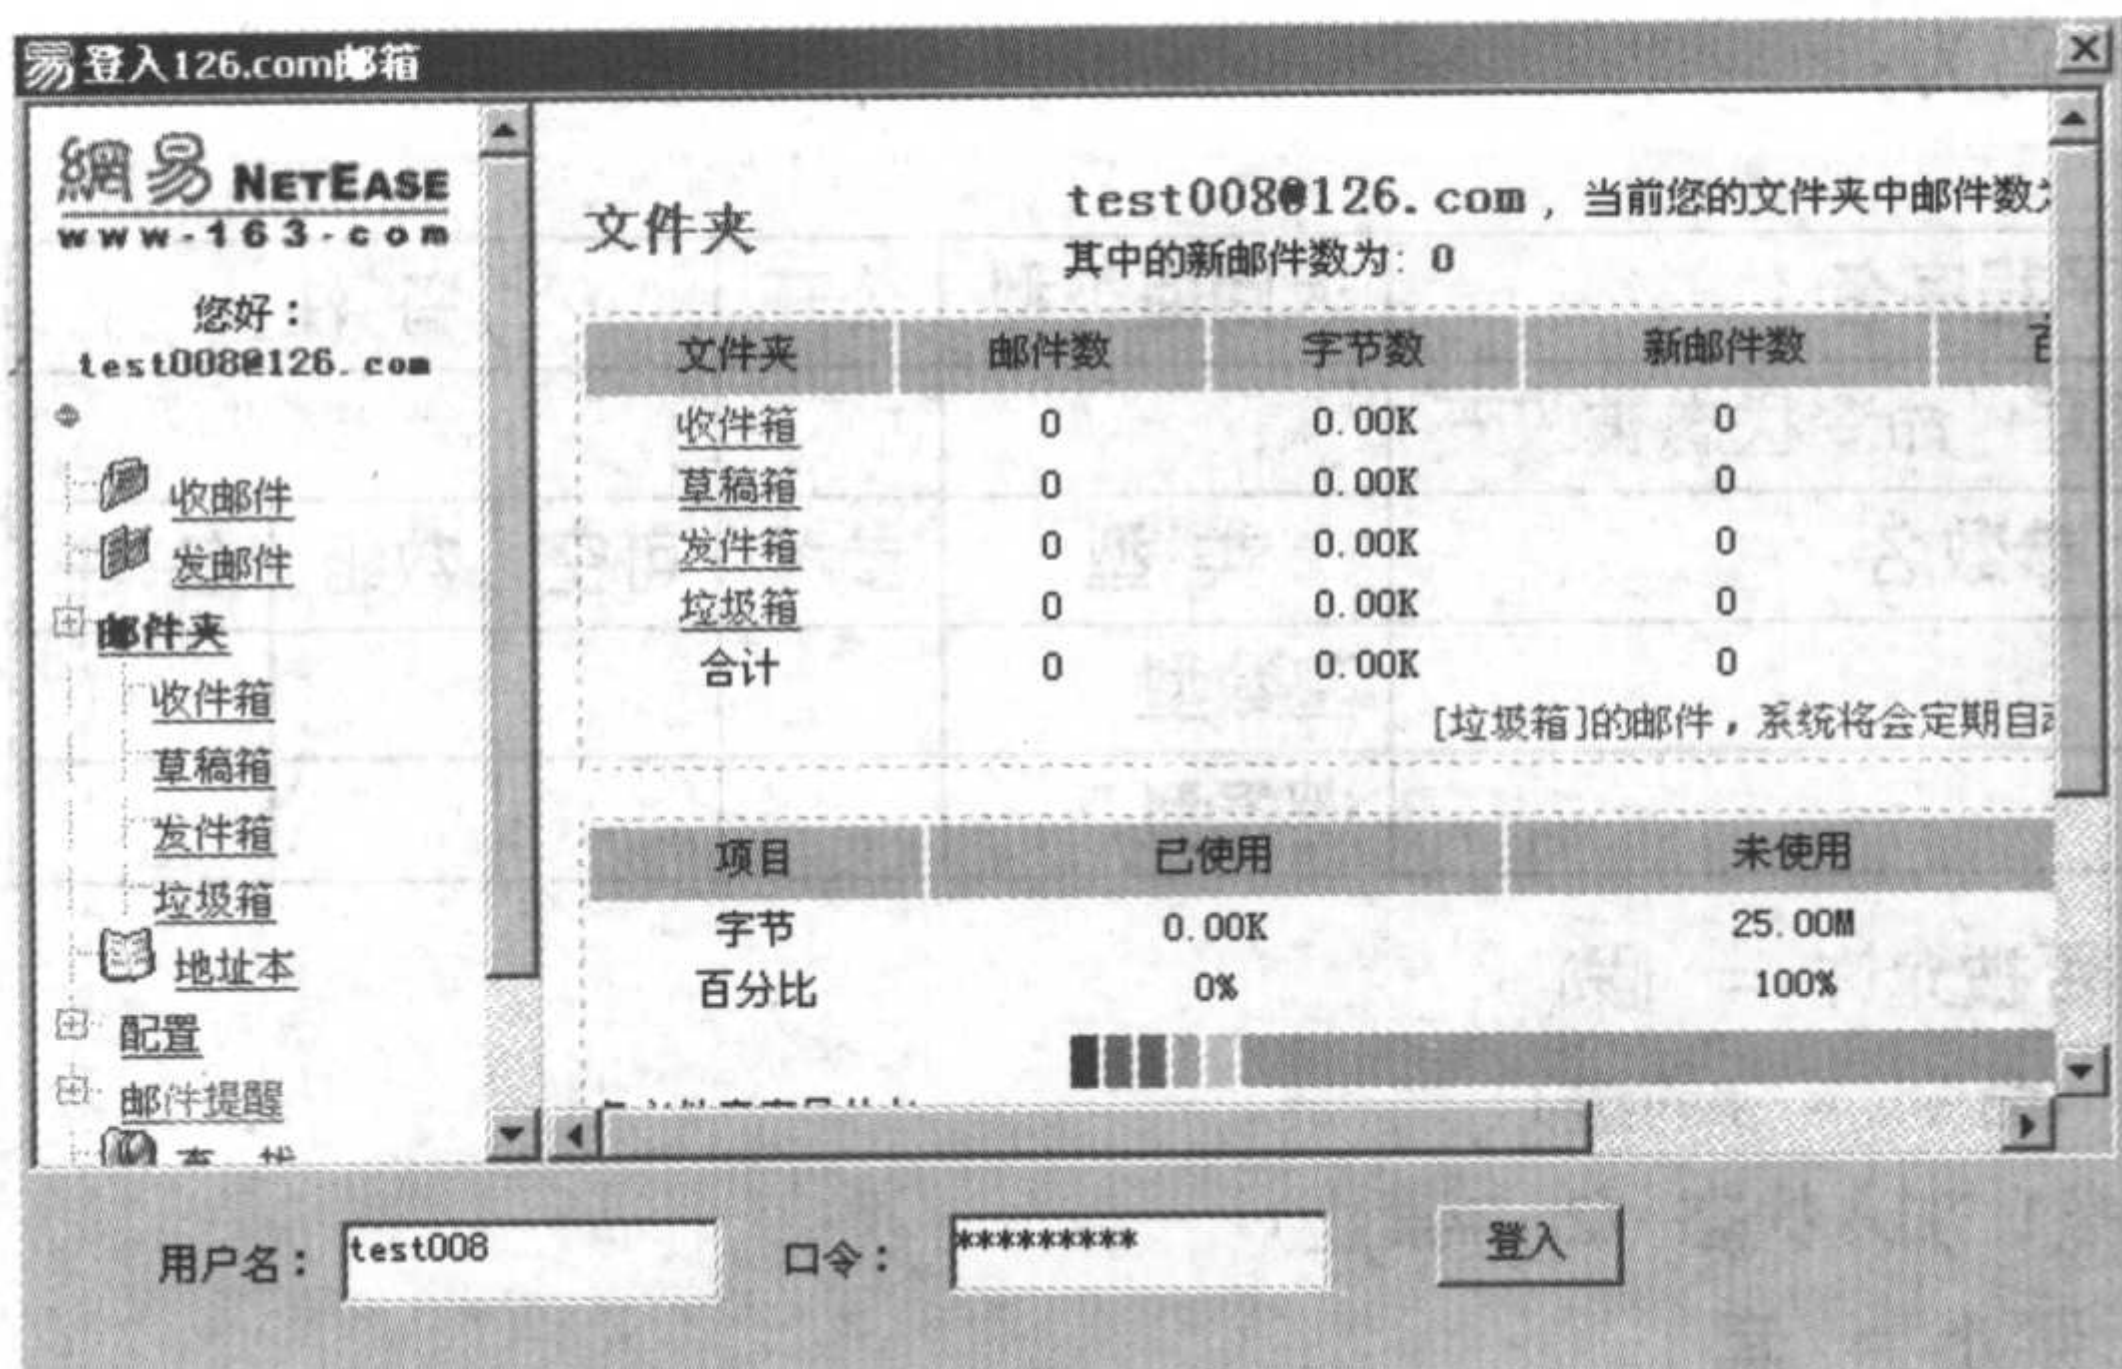 易登入126.com邮箱
網易 NETEASE
www.163.com
您好：
test008@126.com
收邮件
发邮件
邮件夹
收件箱
草稿箱
发件箱
垃圾箱
地址本
配置
邮件提醒
文件夹
test008@126.com，当前您的文件夹中邮件数
其中的新邮件数为：0
文件夹 邮件数 字节数 新邮件数
收件箱 0 0.00K 0
草稿箱 0 0.00K 0
发件箱 0 0.00K 0
垃圾箱 0 0.00K 0
合计 0 0.00K 0
[垃圾箱]的邮件，系统将会定期自
项目 已使用 未使用
字节 0.00K 25.00M
百分比 0% 100%
用户名： test008 口令： ********* 登入